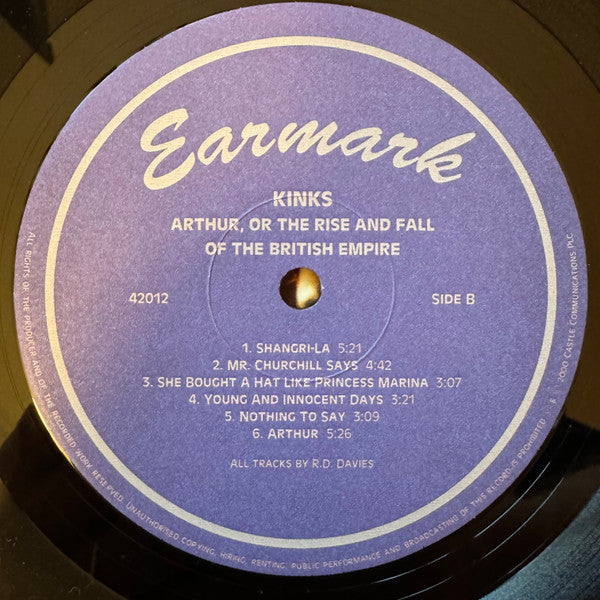 Earmark
KINKS
ARTHUR, OR THE RISE AND FALL
OF THE BRITISH EMPIRE
42012
SIDE B
1. SHANGRI-LA 5:21
2. MR. CHURCHILL SAYS 4:42
3. SHE BOUGHT A HAT LIKE PRINCESS MARINA 3:07
4. YOUNG AND INNOCENT DAYS 3:21
5. NOTHING TO SAY 3:09
6. ARTHUR 5:26
ALL TRACKS BY R.D. DAVIES
ALL RIGHTS OF THE PRODUCER AND OF THE RECORDED WORK RESERVED. UNAUTHORISED COPYING, HIRING, RENTING, PUBLIC PERFORMANCE AND BROADCASTING OF THIS RECORD IS PROHIBITED. 2000 CASTLE COMMUNICATIONS PLC